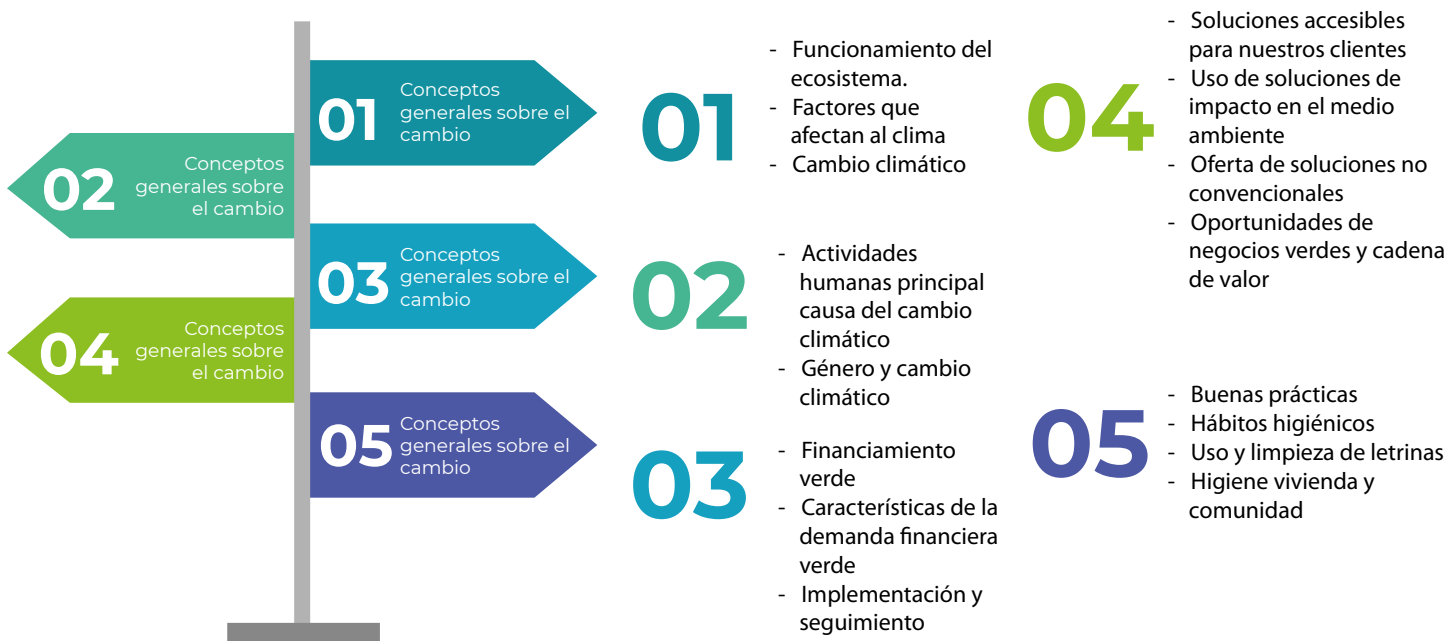 01
Conceptos
generales sobre el
cambio
02
Conceptos
generales sobre
el cambio
03
Conceptos
generales sobre el
cambio
04
Conceptos
generales sobre
el cambio
05
Conceptos
generales sobre el
cambio
01
- Funcionamiento del
ecosistema.
- Factores que
afectan al clima
- Cambio climático
02
- Actividades
humanas principal
causa del cambio
climático
- Género y cambio
climático
03
- Financiamiento
verde
- Características de la
demanda financiera
verde
- Implementación y
seguimiento
04
- Soluciones accesibles
para nuestros clientes
- Uso de soluciones de
impacto en el medio
ambiente
- Oferta de soluciones no
convencionales
- Oportunidades de
negocios verdes y cadena
de valor
05
- Buenas prácticas
- Hábitos higiénicos
- Uso y limpieza de letrinas
- Higiene vivienda y
comunidad